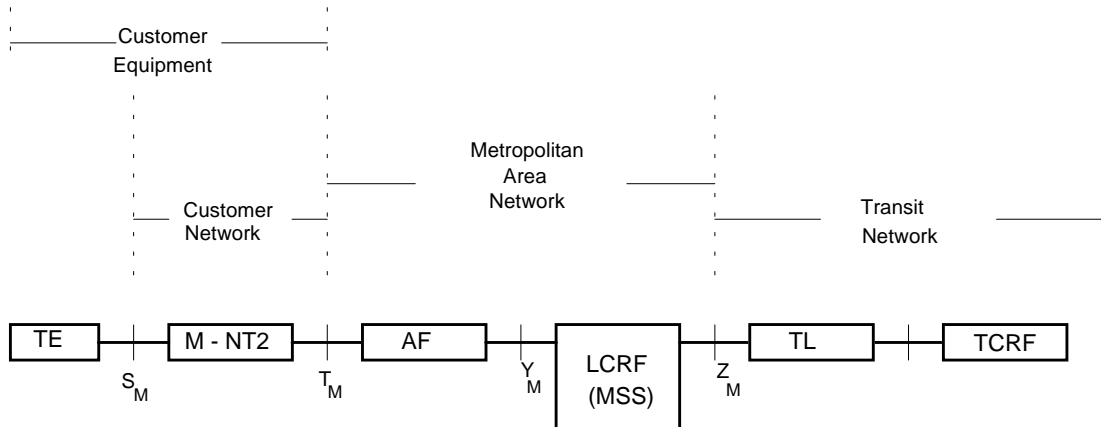 Customer
Equipment
Metropolitan
Area
Network
Customer
Network
Transit
Network
TE
M - NT2
AF
LCRF
(MSS)
TL
TCRF
S M
T M
Y M
Z M